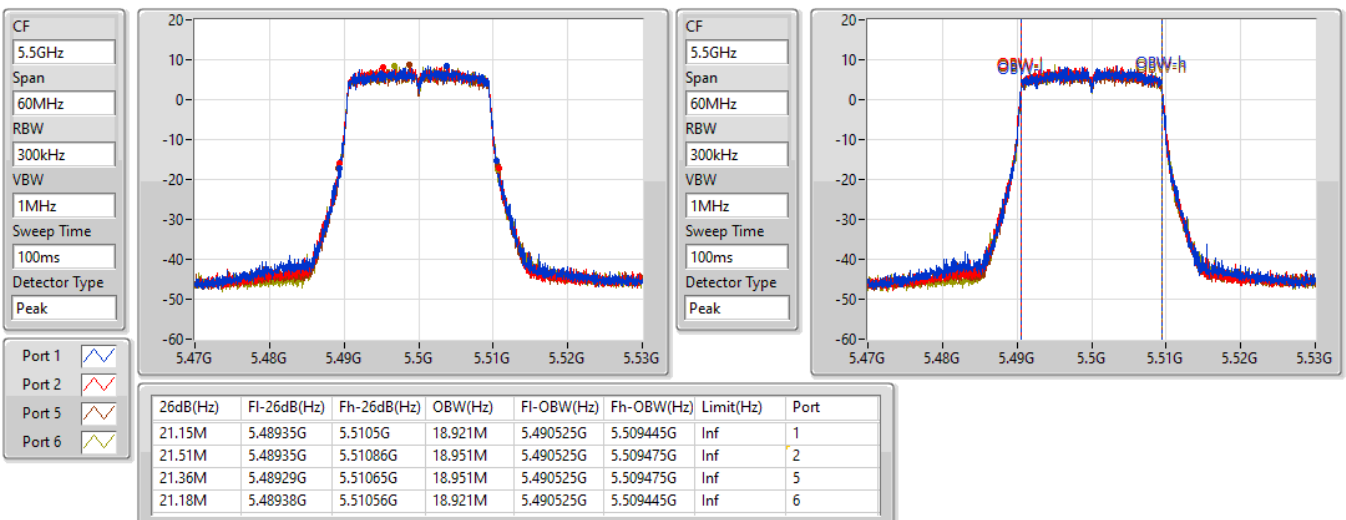 CF
5.5GHz
Span
60MHz
RBW
300kHz
VBW
1MHz
Sweep Time
100ms
Detector Type
Peak
20
10
0
-10
-20
-30
-40
-50
-60
5.47G 5.48G 5.49G 5.5G 5.51G 5.52G 5.53G
CF
5.5GHz
Span
60MHz
RBW
300kHz
VBW
1MHz
Sweep Time
100ms
Detector Type
Peak
20
10
0
-10
-20
-30
-40
-50
-60
OBW-l OBW-h
5.47G 5.48G 5.49G 5.5G 5.51G 5.52G 5.53G
Port 1
Port 2
Port 5
Port 6
26dB(Hz) Fl-26dB(Hz) Fh-26dB(Hz) OBW(Hz) Fl-OBW(Hz) Fh-OBW(Hz) Limit(Hz) Port
21.15M 5.48935G 5.5105G 18.921M 5.490525G 5.509445G Inf 1
21.51M 5.48935G 5.51086G 18.951M 5.490525G 5.509475G Inf 2
21.36M 5.48929G 5.51065G 18.951M 5.490525G 5.509475G Inf 5
21.18M 5.48938G 5.51056G 18.921M 5.490525G 5.509445G Inf 6